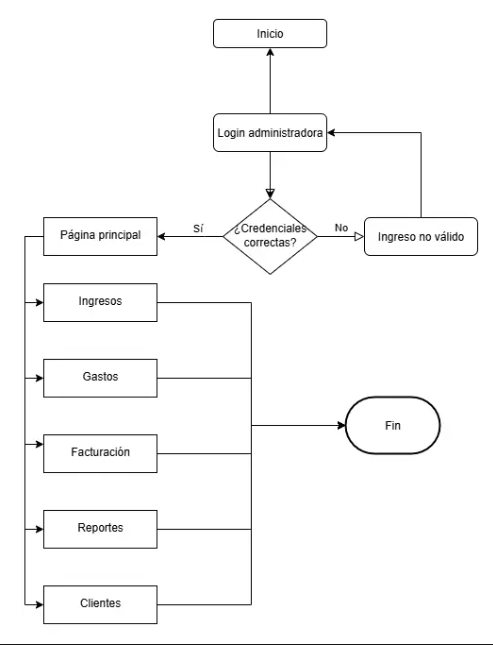 Inicio
Login administradora
¿Credenciales
correctas?
Sí
No
Página principal
Ingreso no válido
Ingresos
Gastos
Facturación
Reportes
Clientes
Fin